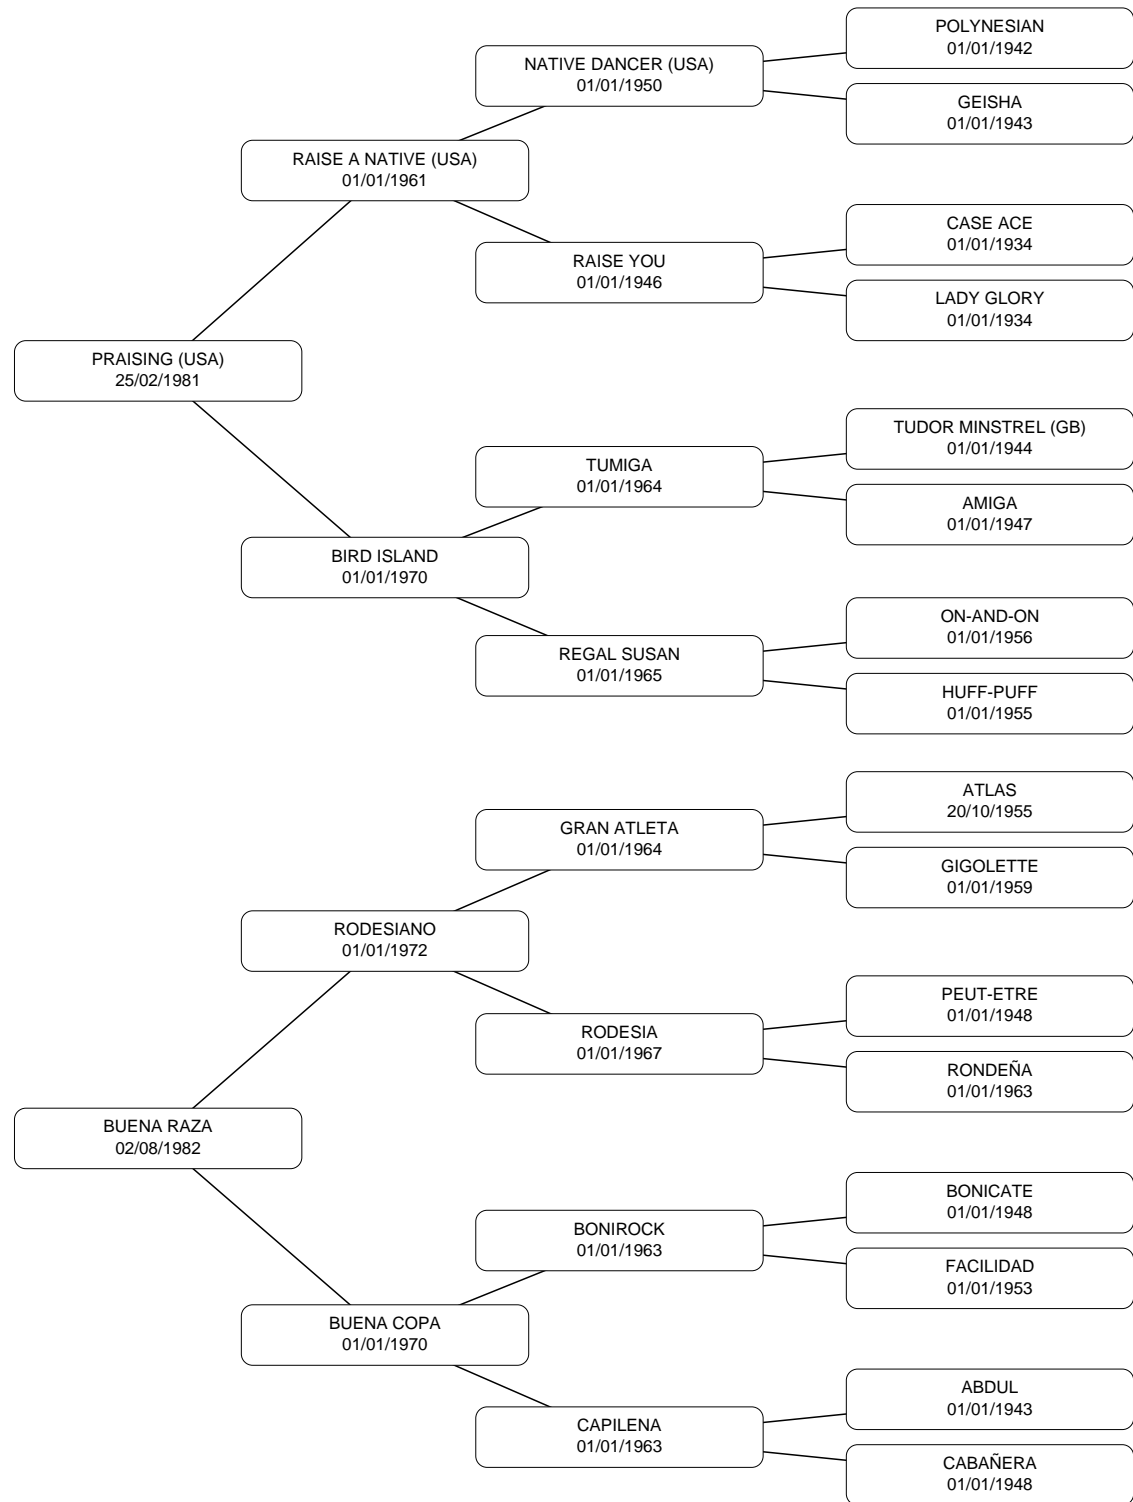 POLYNESIAN
01/01/1942
NATIVE DANCER (USA)
01/01/1950
GEISHA
01/01/1943
RAISE A NATIVE (USA)
01/01/1961
CASE ACE
01/01/1934
RAISE YOU
01/01/1946
LADY GLORY
01/01/1934
PRAISING (USA)
25/02/1981
TUDOR MINSTREL (GB)
01/01/1944
TUMIGA
01/01/1964
AMIGA
01/01/1947
BIRD ISLAND
01/01/1970
ON-AND-ON
01/01/1956
REGAL SUSAN
01/01/1965
HUFF-PUFF
01/01/1955
ATLAS
20/10/1955
GRAN ATLETA
01/01/1964
GIGOLETTE
01/01/1959
RODESIANO
01/01/1972
PEUT-ETRE
01/01/1948
RODESIA
01/01/1967
RONDEÑA
01/01/1963
BUENA RAZA
02/08/1982
BONICATE
01/01/1948
BONIROCK
01/01/1963
FACILIDAD
01/01/1953
BUENA COPA
01/01/1970
ABDUL
01/01/1943
CAPILENA
01/01/1963
CABAÑERA
01/01/1948